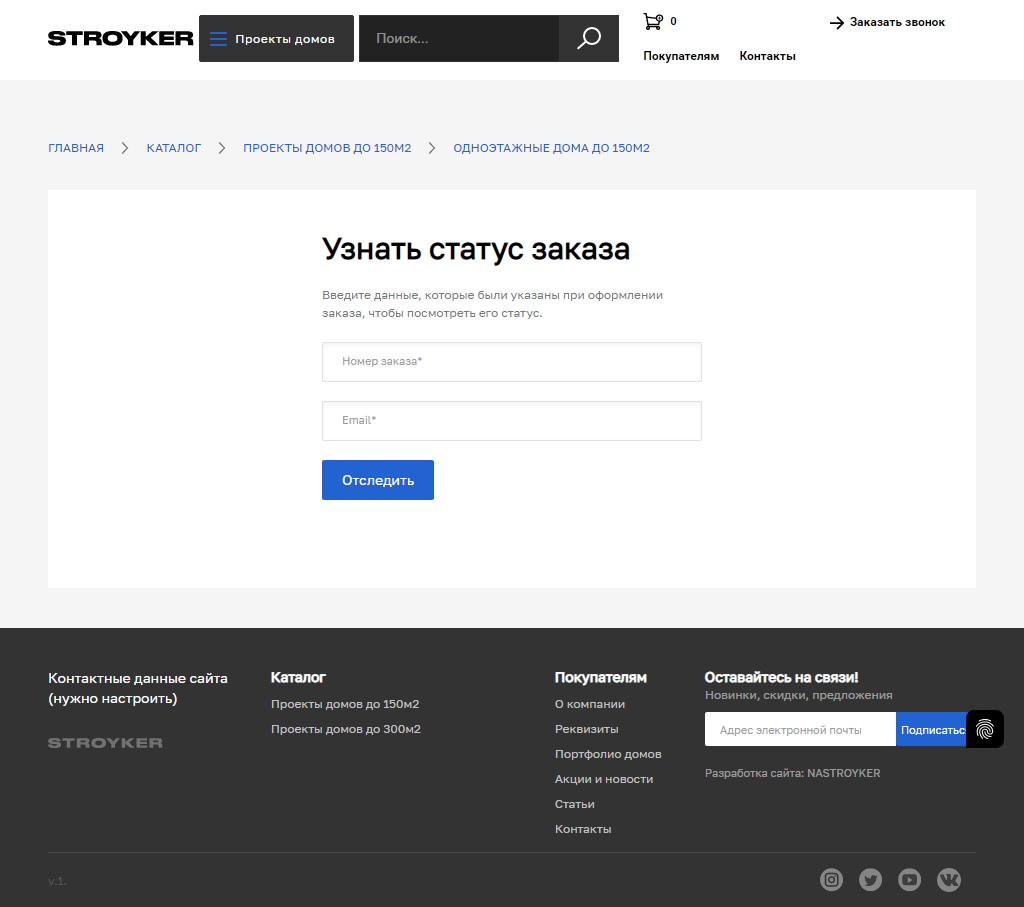 STROYKER
Проекты домов
Поиск...
0
Заказать звонок
Покупателям
Контакты
ГЛАВНАЯ
КАТАЛОГ
ПРОЕКТЫ ДОМОВ ДО 150М2
ОДНОЭТАЖНЫЕ ДОМА ДО 150М2
Узнать статус заказа
Введите данные, которые были указаны при оформлении
заказа, чтобы посмотреть его статус.
Номер заказа*
Email*
Отследить
Контактные данные сайта
(нужно настроить)
STROYKER
Каталог
Проекты домов до 150м2
Проекты домов до 300м2
Покупателям
О компании
Реквизиты
Портфолио домов
Акции и новости
Статьи
Контакты
Оставайтесь на связи!
Новинки, скидки, предложения
Адрес электронной почты
Подписатьс
Разработка сайта: NASTROYKER
v.1.